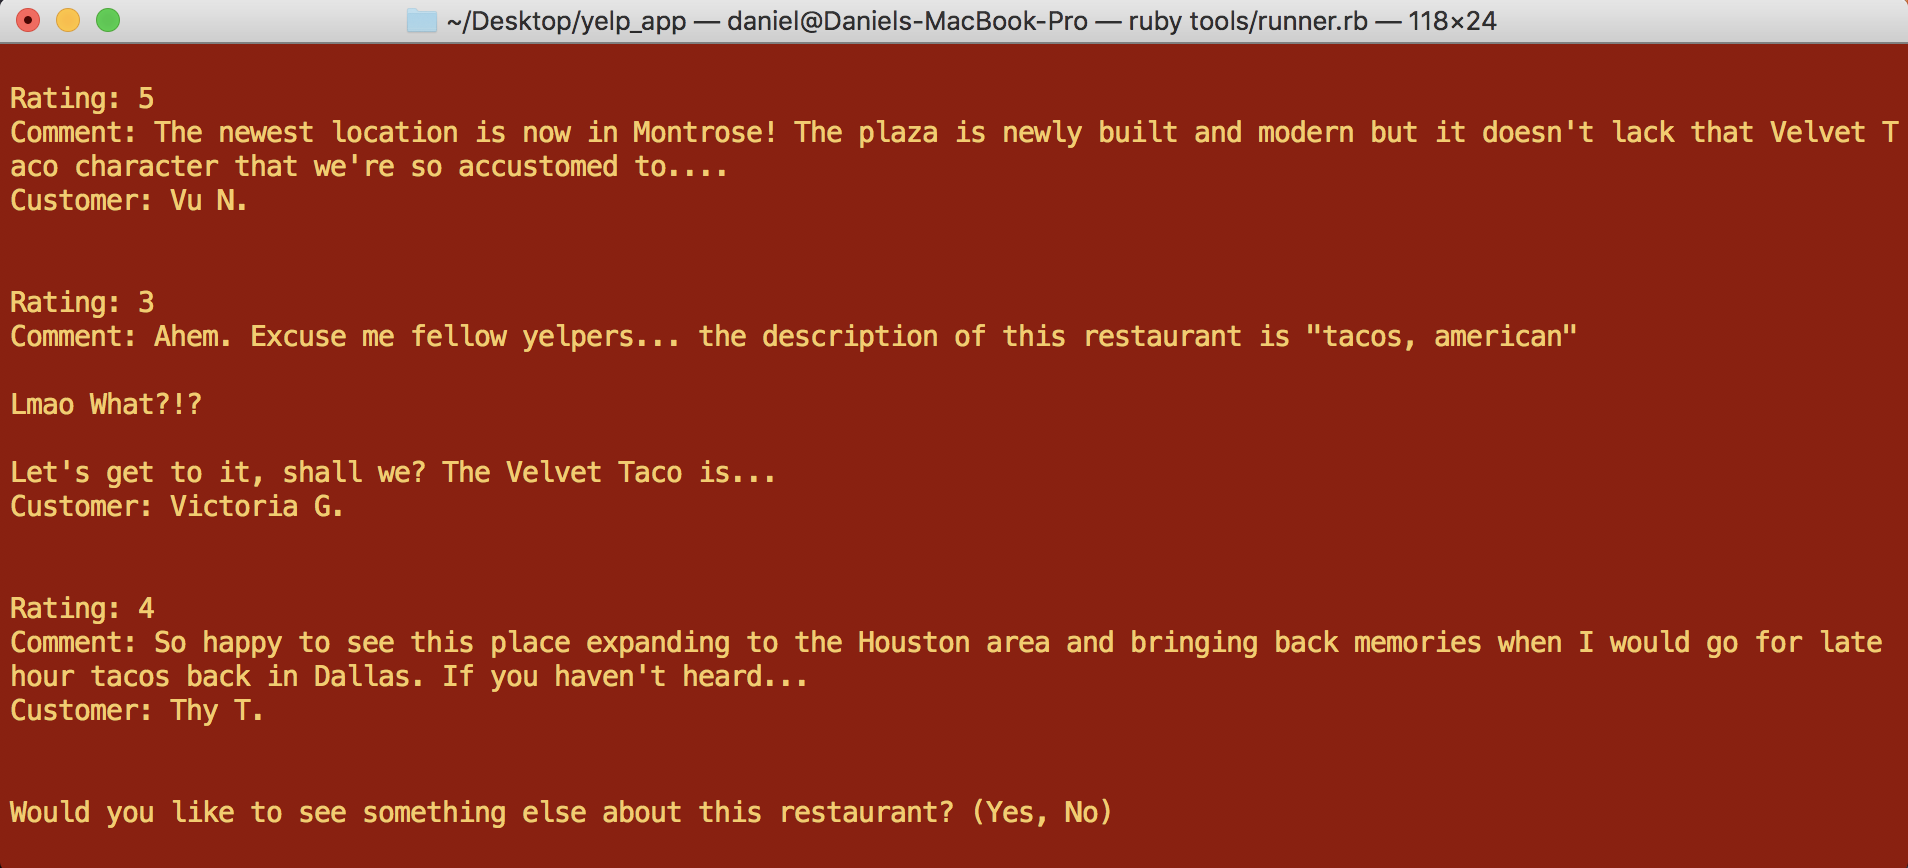 ~/Desktop/yelp_app — daniel@Daniels-MacBook-Pro — ruby tools/runner.rb — 118×24
Rating: 5
Comment: The newest location is now in Montrose! The plaza is newly built and modern but it doesn't lack that Velvet T
aco character that we're so accustomed to....
Customer: Vu N.
Rating: 3
Comment: Ahem. Excuse me fellow yelpers... the description of this restaurant is "tacos, american"
Lmao What?!?
Let's get to it, shall we? The Velvet Taco is...
Customer: Victoria G.
Rating: 4
Comment: So happy to see this place expanding to the Houston area and bringing back memories when I would go for late
hour tacos back in Dallas. If you haven't heard...
Customer: Thy T.
Would you like to see something else about this restaurant? (Yes, No)